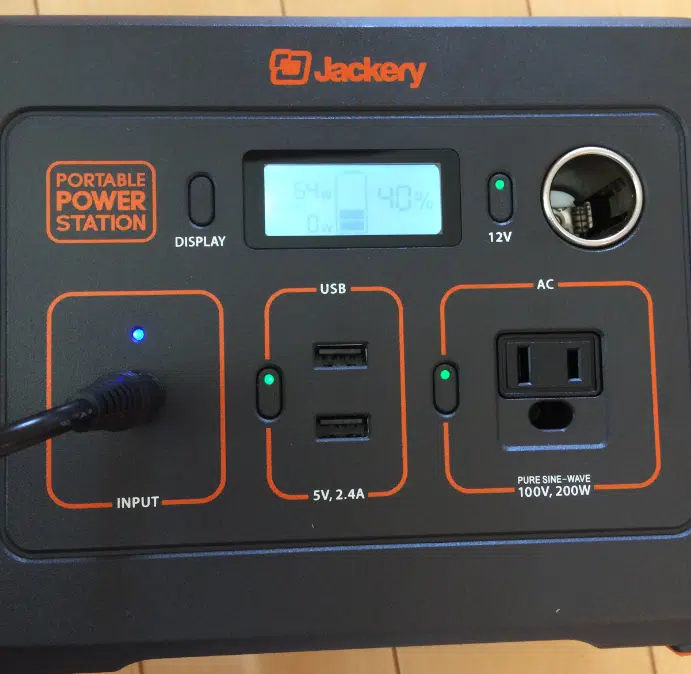 Jackery
PORTABLE
POWER
STATION
DISPLAY
64W
0W
40%
12V
USB
AC
INPUT
5V, 2.4A
PURE SINE-WAVE
100V, 200W